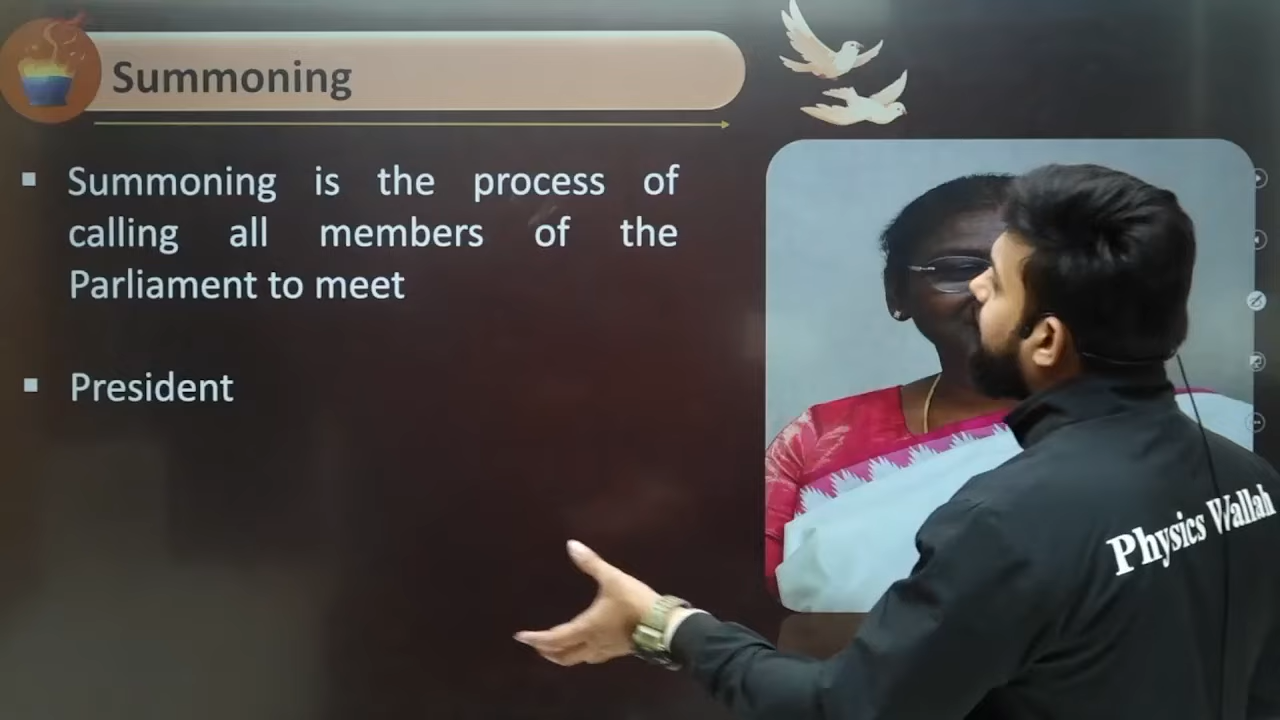 Summoning
Summoning is the process of
calling all members of the
Parliament to meet
President
Physics Wallah